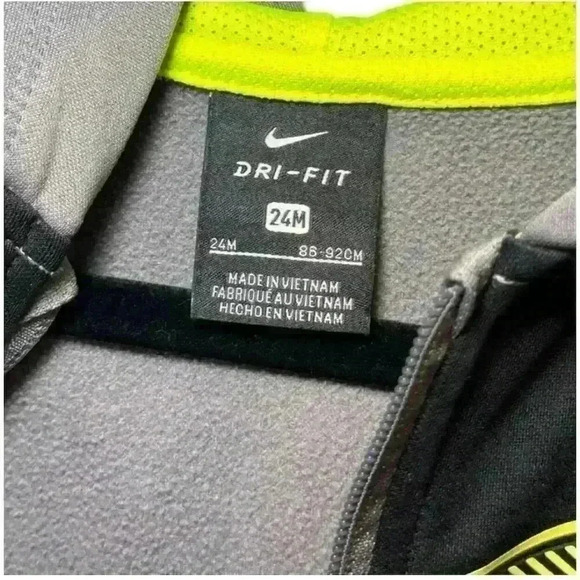 DRI-FIT
24M
24M 86-92CM
MADE IN VIETNAM
FABRIQUÉ AU VIETNAM
HECHO EN VIETNAM